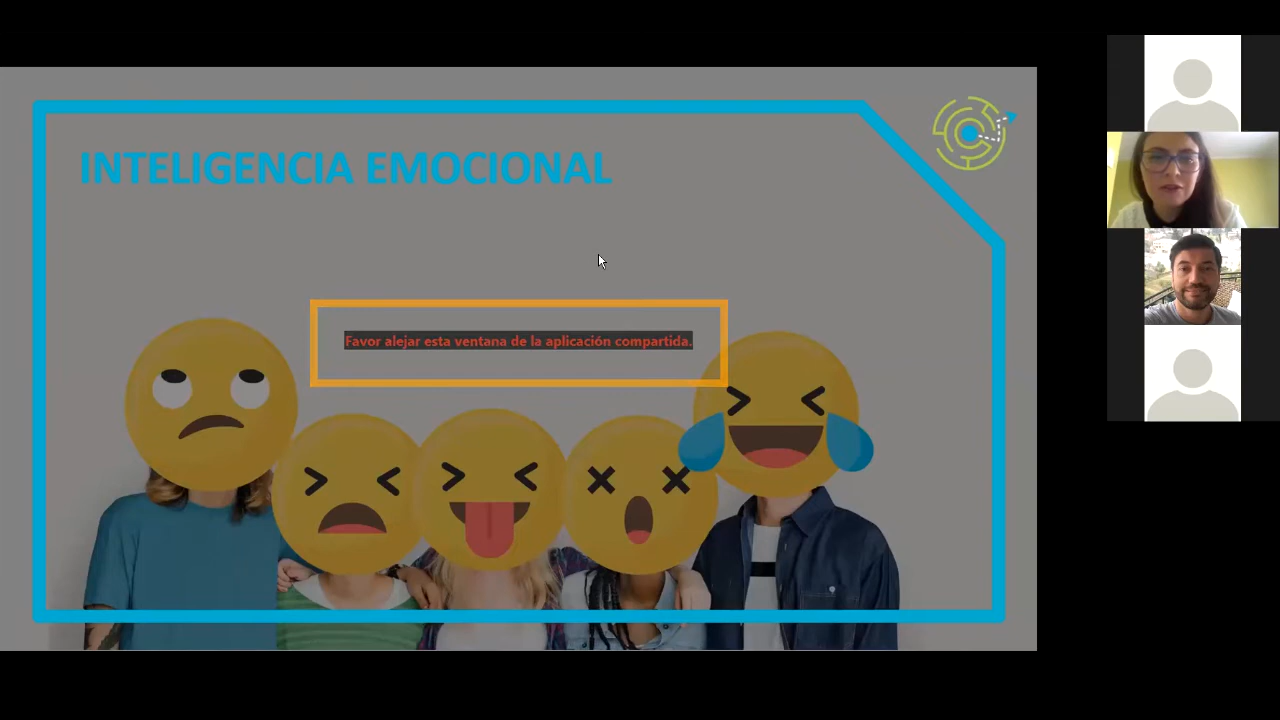 INTELIGENCIA EMOCIONAL
Favor alejar esta ventana de la aplicación compartida.